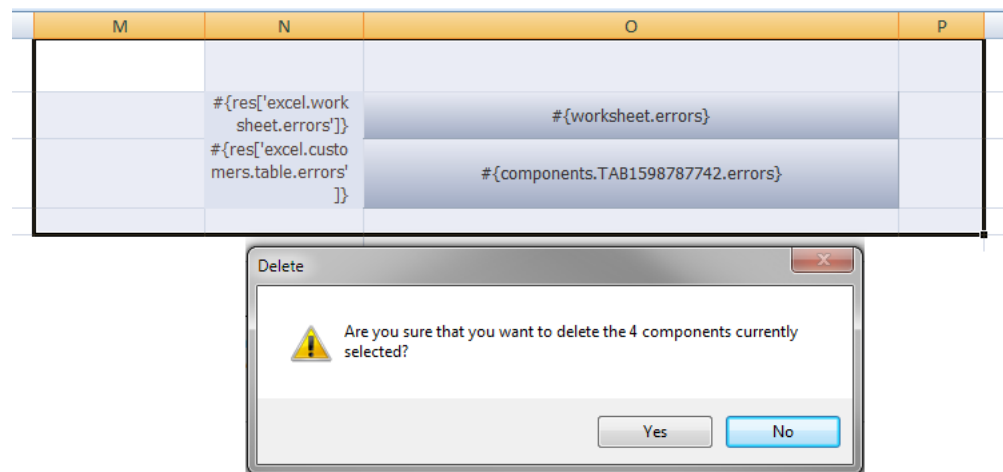 M N O P
#{res['excel.work
sheet.errors']}
#{worksheet.errors}
#{res['excel.custo
mers.table.errors'
]}
#{components.TAB1598787742.errors}
Delete
x
Are you sure that you want to delete the 4 components currently
selected?
Yes No